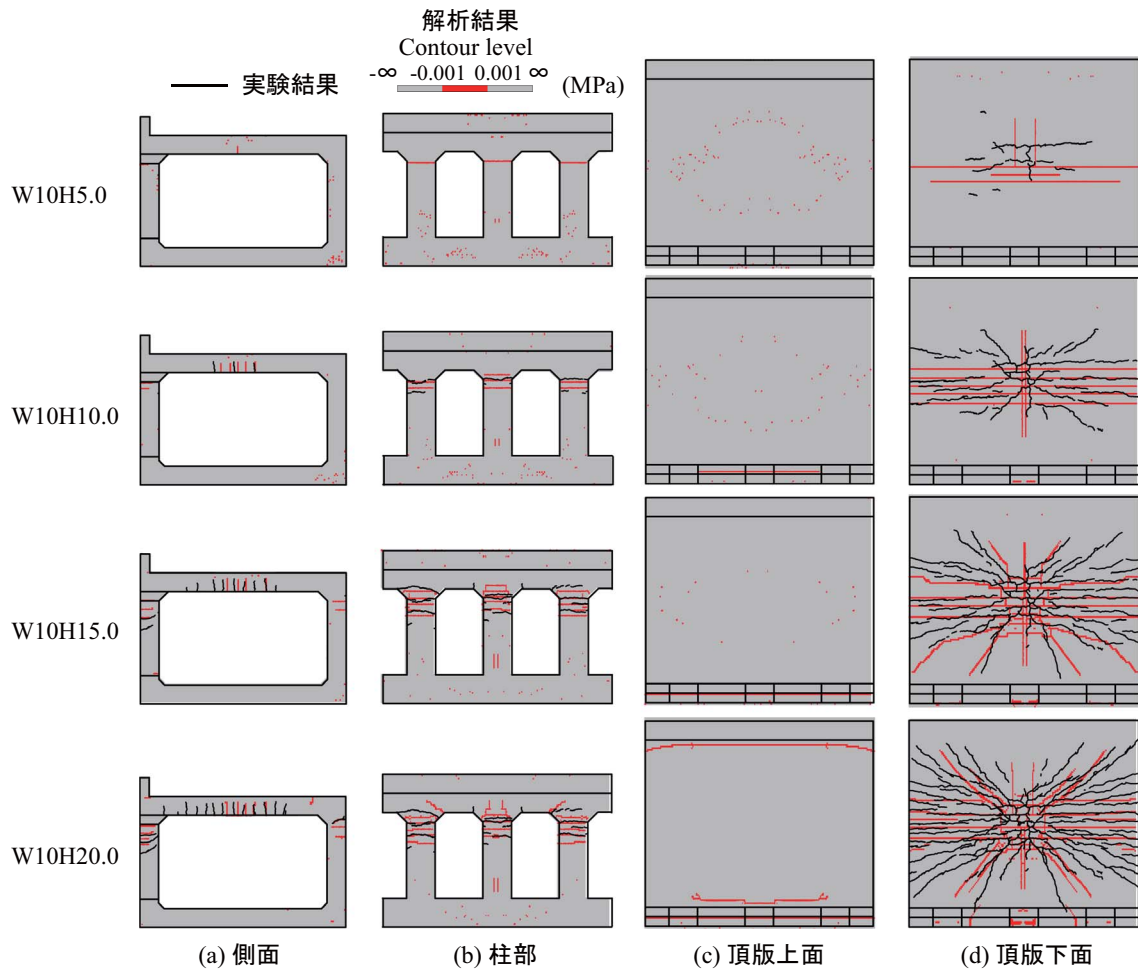 解析結果
Contour level
-∞ -0.001 0.001 ∞ (MPa)
実験結果
W10H5.0
W10H10.0
W10H15.0
W10H20.0
(a) 側面
(b) 柱部
(c) 頂版上面
(d) 頂版下面